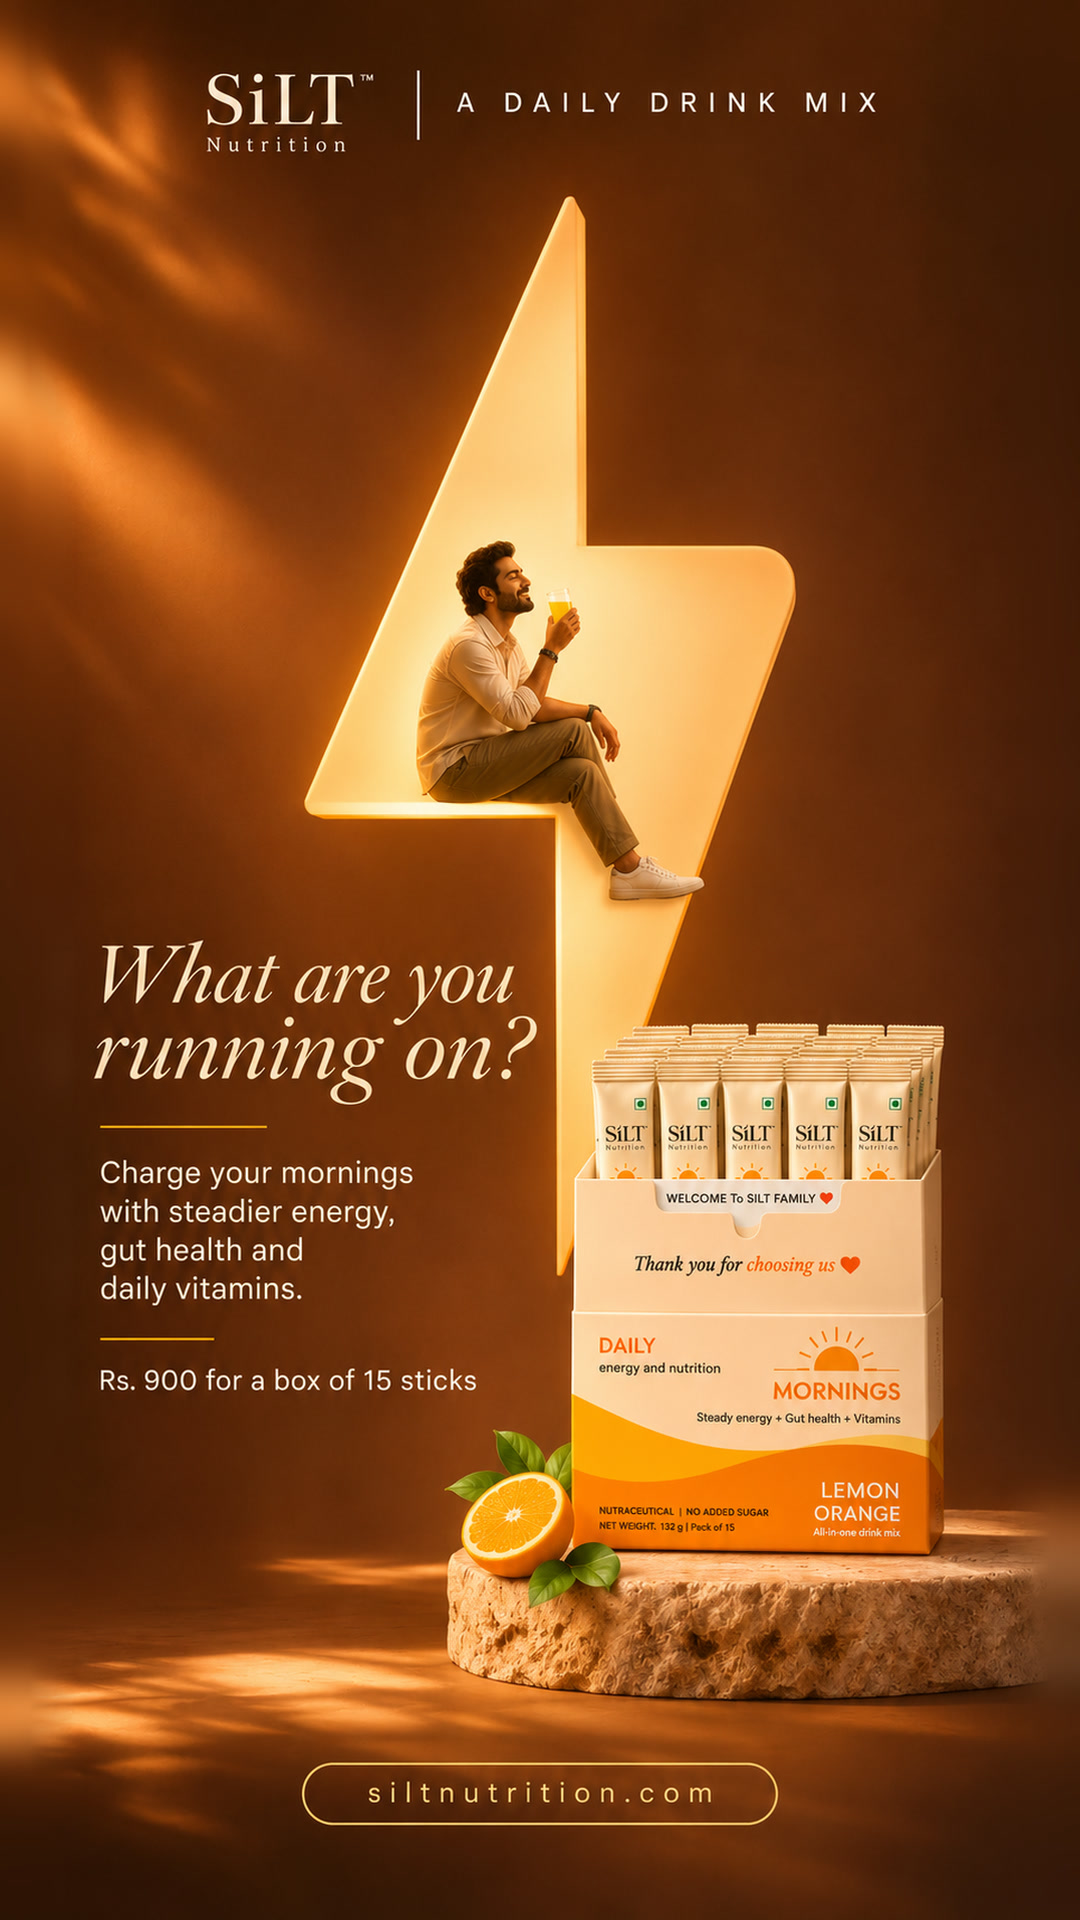 SiLT™
Nutrition
A DAILY DRINK MIX
What are you
running on?
Charge your mornings
with steadier energy,
gut health and
daily vitamins.
Rs. 900 for a box of 15 sticks
SiLT Nutrition
SiLT Nutrition
SiLT Nutrition
SiLT Nutrition
SiLT Nutrition
WELCOME To SILT FAMILY ❤
Thank you for choosing us ❤
DAILY
energy and nutrition
MORNINGS
Steady energy + Gut health + Vitamins
LEMON
ORANGE
All-in-one drink mix
NUTRACEUTICAL | NO ADDED SUGAR
NET WEIGHT. 132 g | Pack of 15
siltnutrition.com